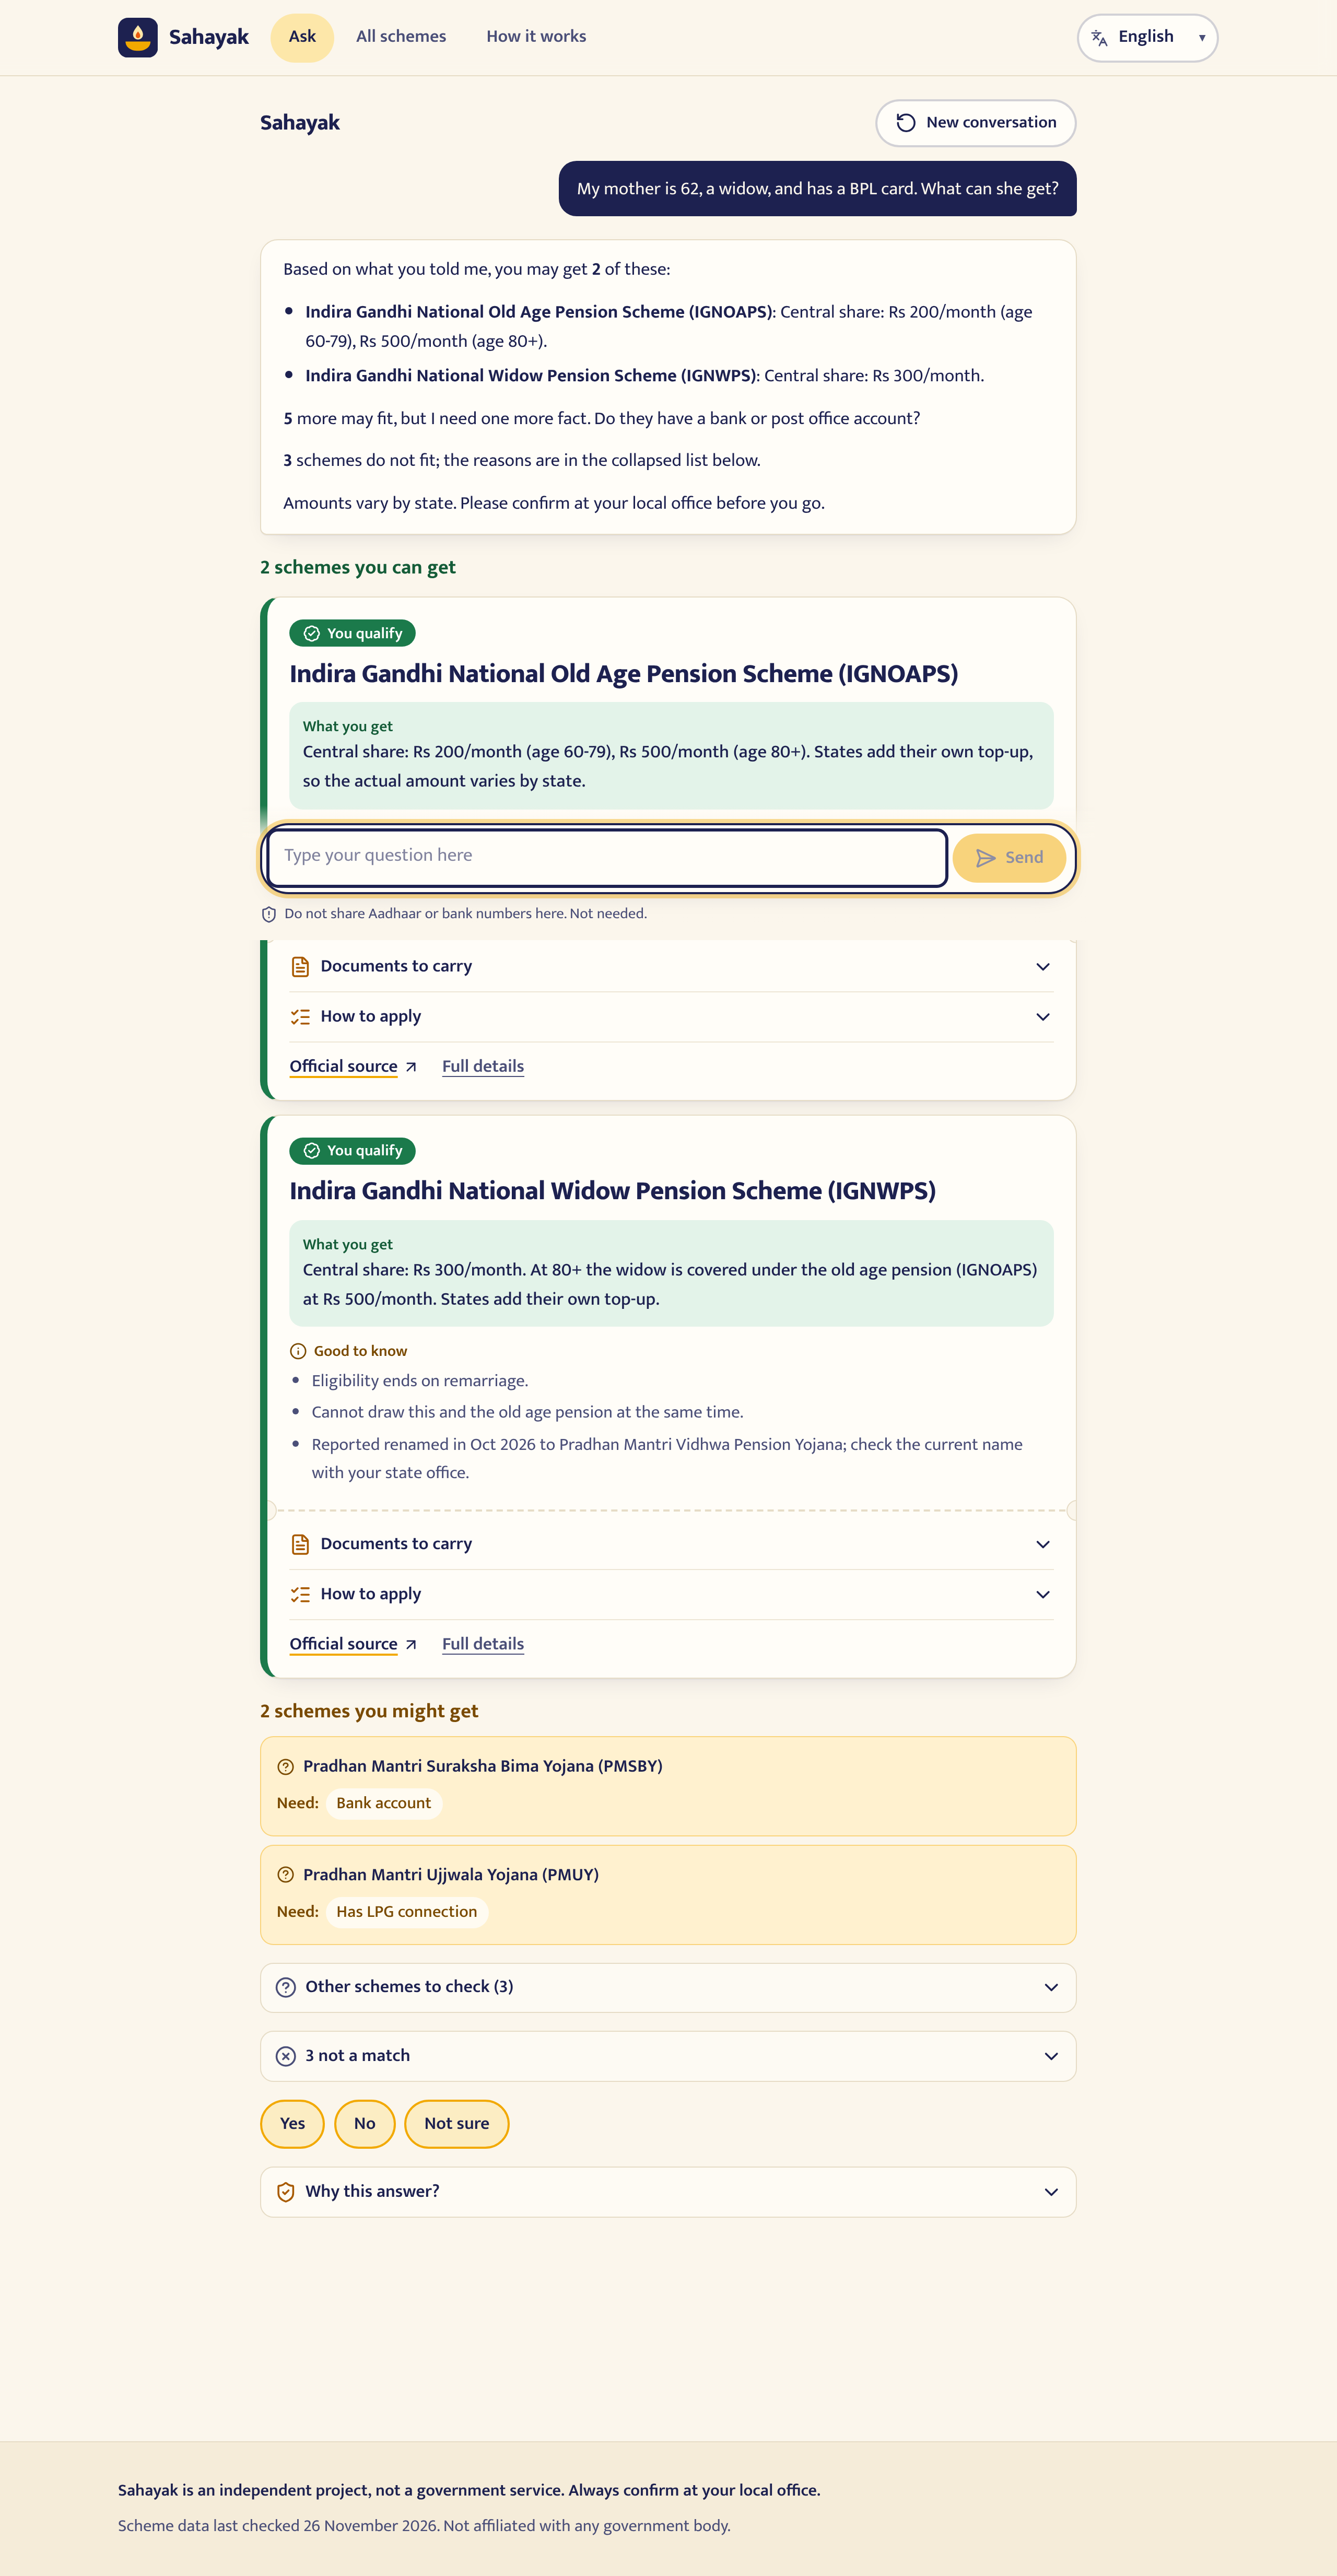 Sahayak
Ask
All schemes
How it works
English
Sahayak
New conversation
My mother is 62, a widow, and has a BPL card. What can she get?
Based on what you told me, you may get 2 of these:
Indira Gandhi National Old Age Pension Scheme (IGNOAPS): Central share: Rs 200/month (age
60-79), Rs 500/month (age 80+).
Indira Gandhi National Widow Pension Scheme (IGNWPS): Central share: Rs 300/month.
5 more may fit, but I need one more fact. Do they have a bank or post office account?
3 schemes do not fit; the reasons are in the collapsed list below.
Amounts vary by state. Please confirm at your local office before you go.
2 schemes you can get
You qualify
Indira Gandhi National Old Age Pension Scheme (IGNOAPS)
What you get
Central share: Rs 200/month (age 60-79), Rs 500/month (age 80+). States add their own top-up,
so the actual amount varies by state.
Type your question here
Send
Do not share Aadhaar or bank numbers here. Not needed.
Documents to carry
How to apply
Official source
Full details
You qualify
Indira Gandhi National Widow Pension Scheme (IGNWPS)
What you get
Central share: Rs 300/month. At 80+ the widow is covered under the old age pension (IGNOAPS)
at Rs 500/month. States add their own top-up.
Good to know
Eligibility ends on remarriage.
Cannot draw this and the old age pension at the same time.
Reported renamed in Oct 2026 to Pradhan Mantri Vidhwa Pension Yojana; check the current name
with your state office.
Documents to carry
How to apply
Official source
Full details
2 schemes you might get
Pradhan Mantri Suraksha Bima Yojana (PMSBY)
Need: Bank account
Pradhan Mantri Ujjwala Yojana (PMUY)
Need: Has LPG connection
Other schemes to check (3)
3 not a match
Yes
No
Not sure
Why this answer?
Sahayak is an independent project, not a government service. Always confirm at your local office.
Scheme data last checked 26 November 2026. Not affiliated with any government body.